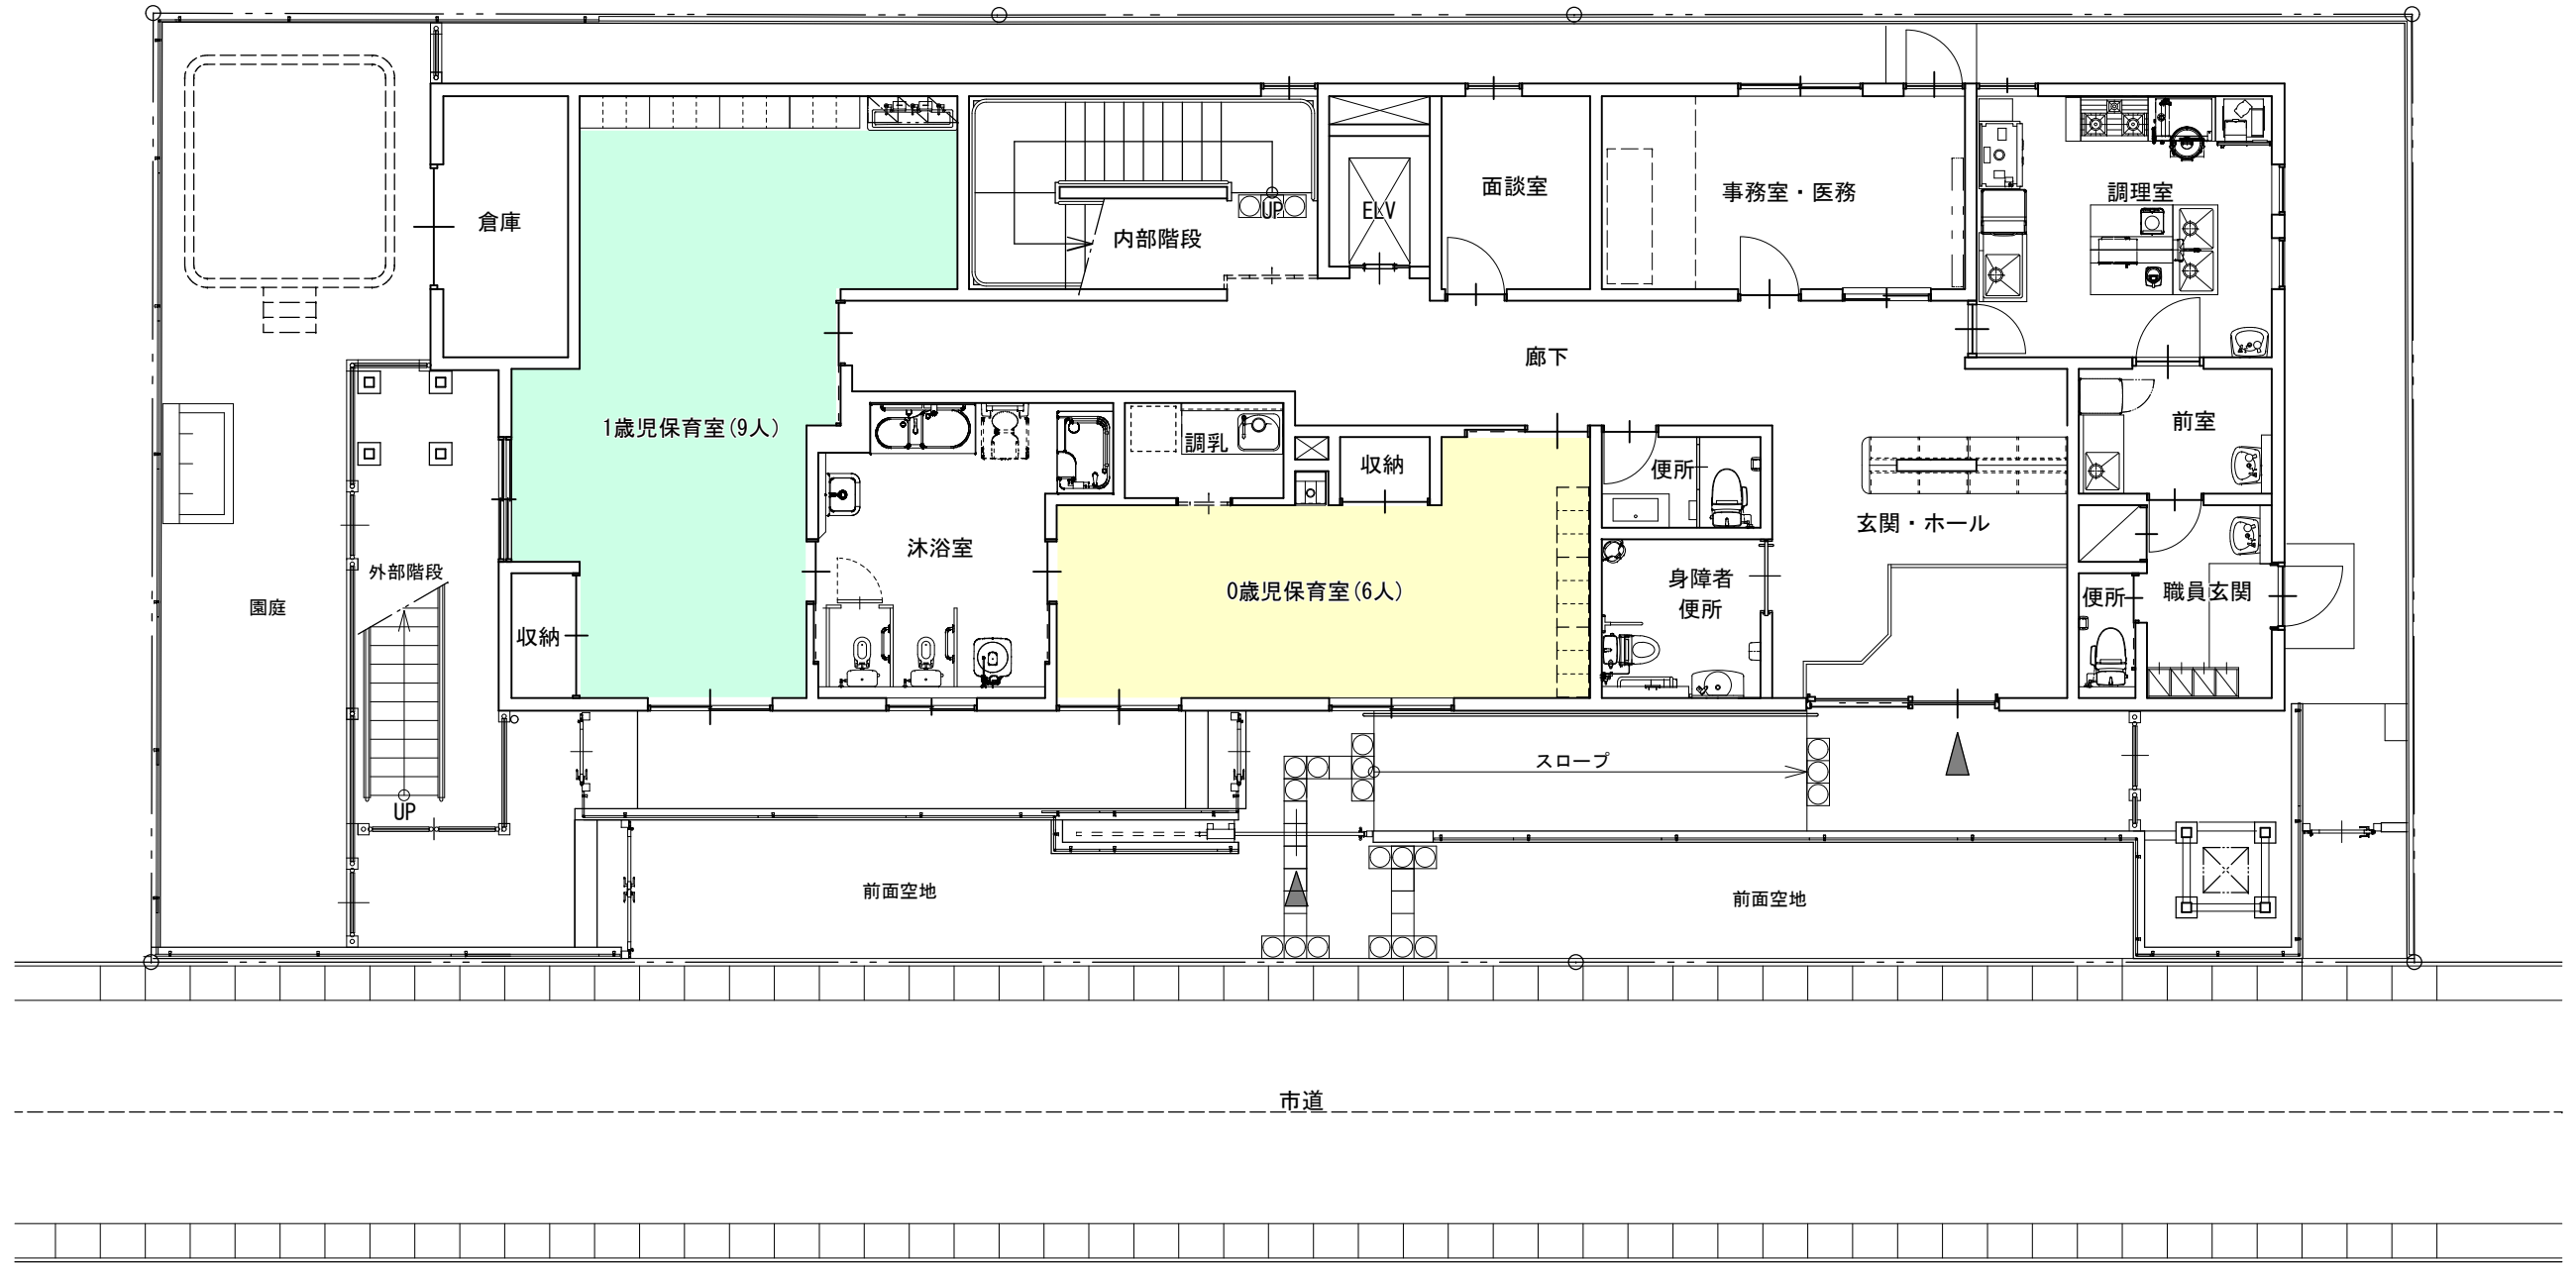 面談室
事務室・医務
調理室
倉庫
UP
ELV
内部階段
廊下
前室
1歳児保育室(9人)
調乳
収納
便所
玄関・ホール
沐浴室
外部階段
園庭
0歳児保育室(6人)
身障者
便所
便所
職員玄関
収納
スロープ
UP
前面空地
前面空地
市道